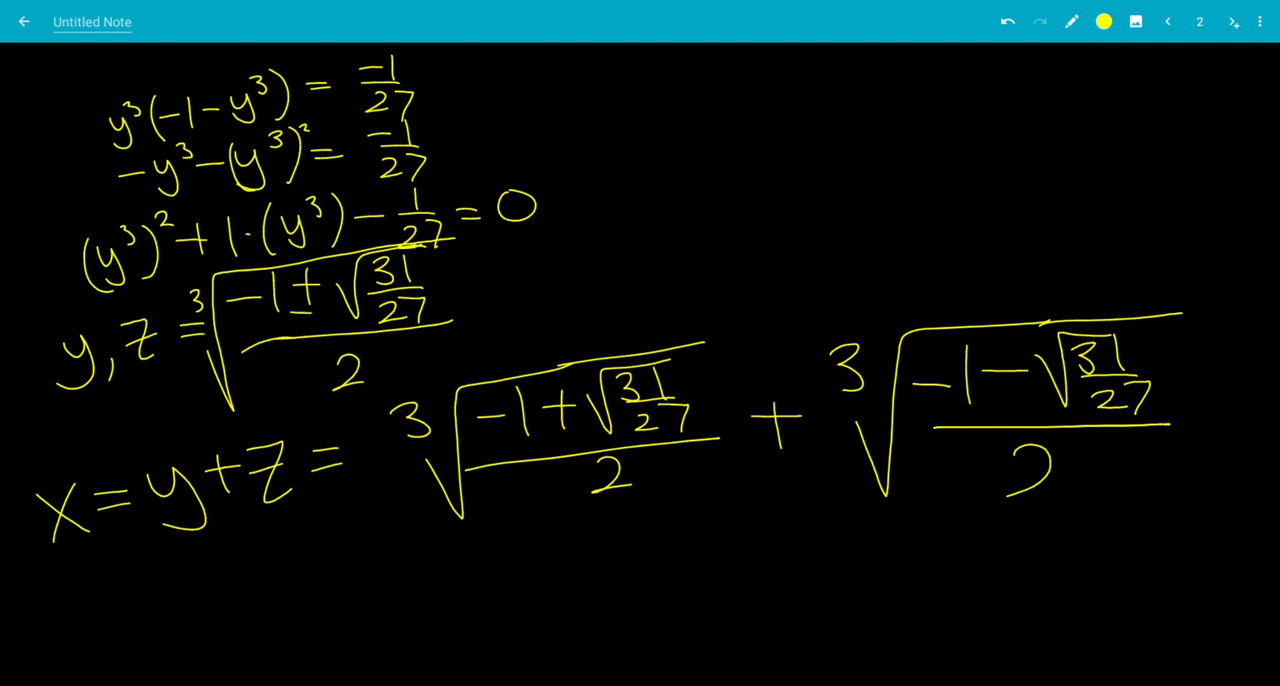 Untitled Note
2
y³(-1-y³) = -1/27
-y³-(y³)² = -1/27
(y³)²+1·(y³)-1/27=0
y,z=∛((-1±√(31/27))/2)
x=y+z=∛((-1+√(31/27))/2)+∛((-1-√(31/27))/2)